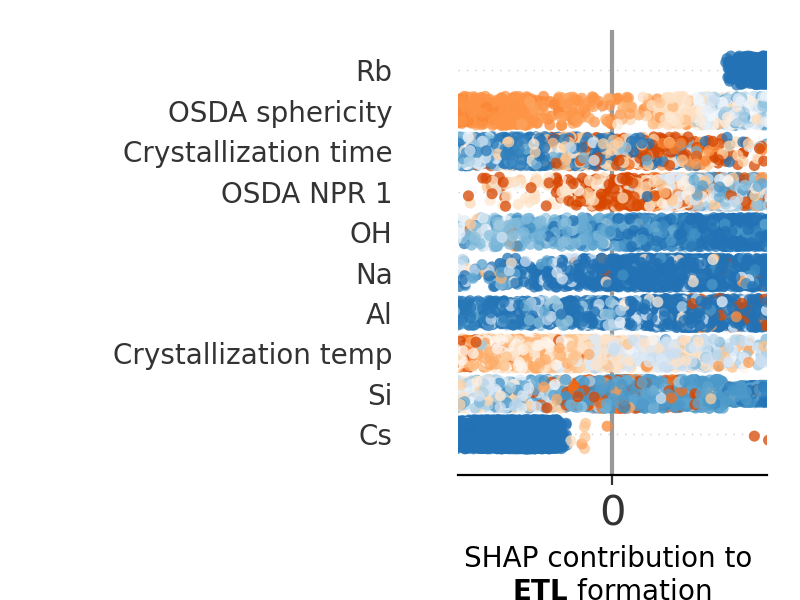 Rb
OSDA sphericity
Crystallization time
OSDA NPR 1
OH
Na
Al
Crystallization temp
Si
Cs
0
SHAP contribution to
ETL formation